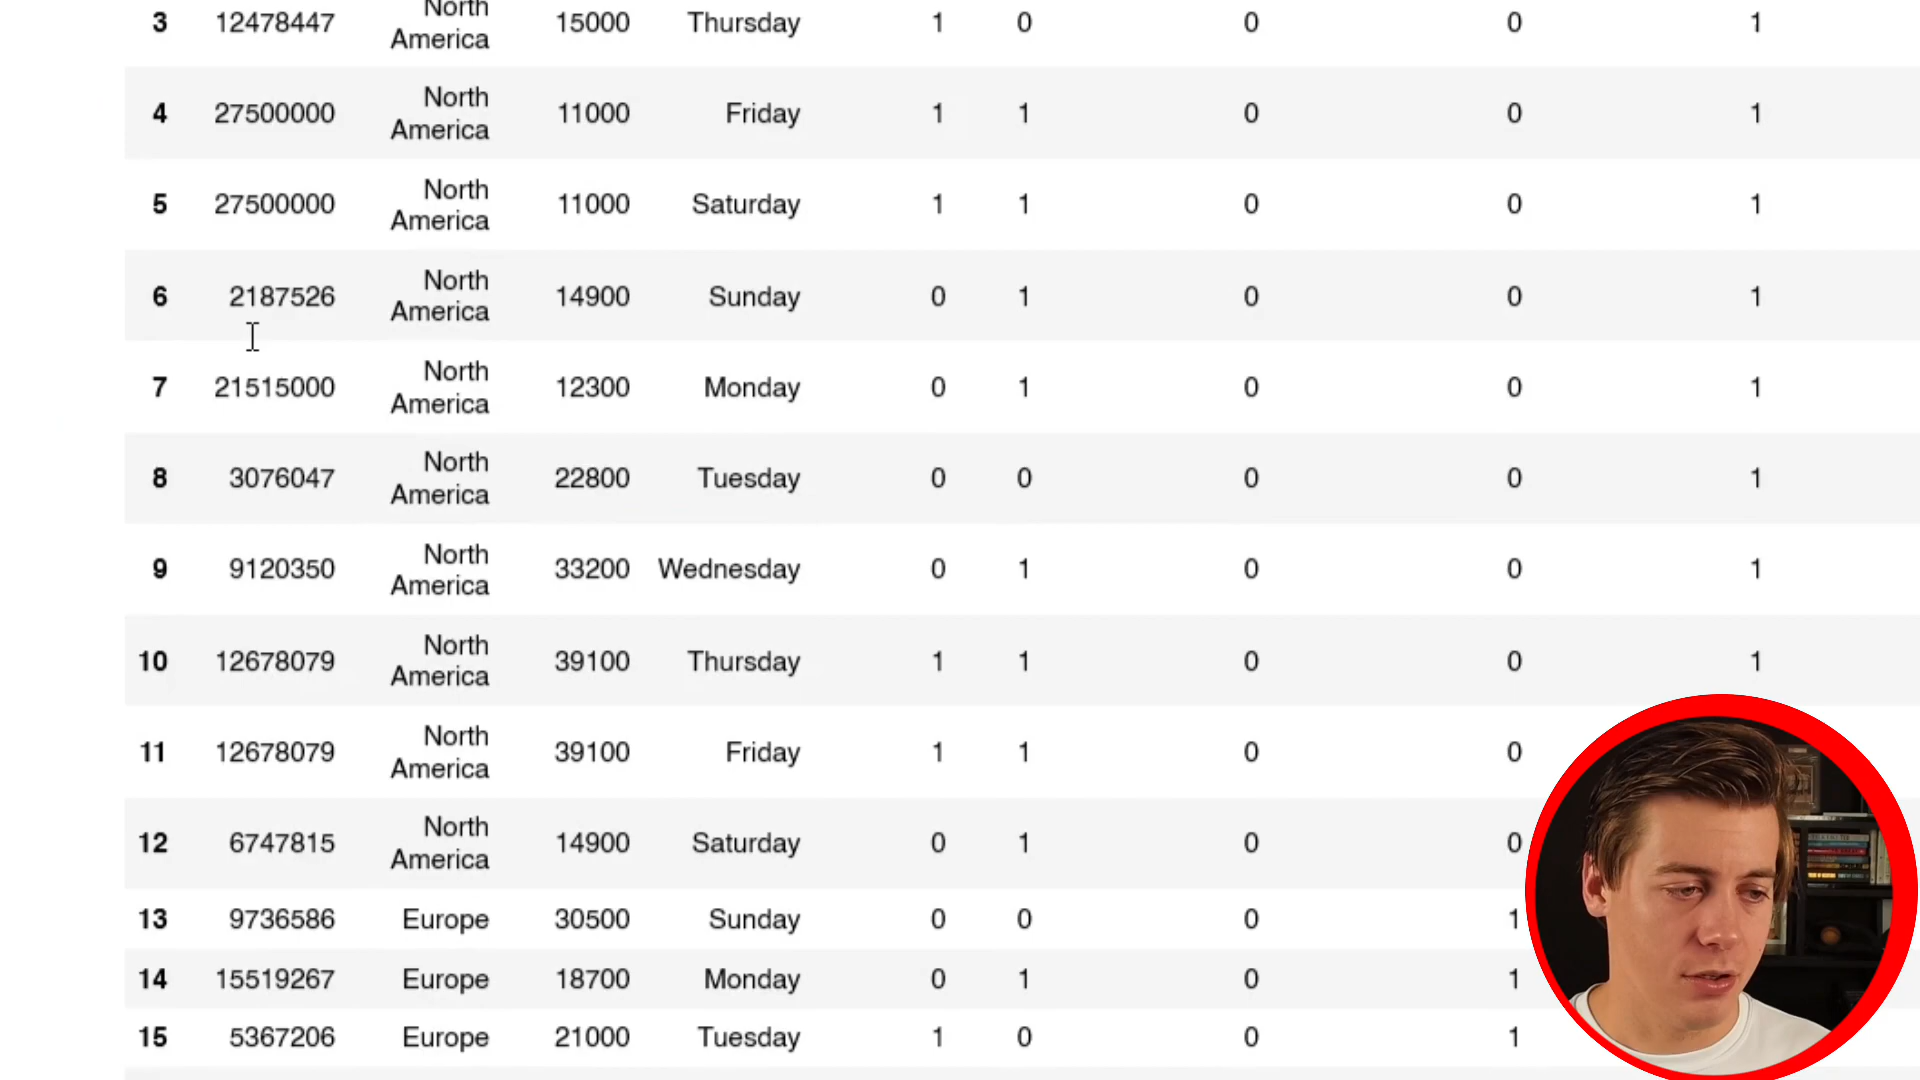 3 12478447 North America 15000 Thursday 1 0 0 0 1
4 27500000 North America 11000 Friday 1 1 0 0 1
5 27500000 North America 11000 Saturday 1 1 0 0 1
6 2187526 North America 14900 Sunday 0 1 0 0 1
7 21515000 North America 12300 Monday 0 1 0 0 1
8 3076047 North America 22800 Tuesday 0 0 0 0 1
9 9120350 North America 33200 Wednesday 0 1 0 0 1
10 12678079 North America 39100 Thursday 1 1 0 0 1
11 12678079 North America 39100 Friday 1 1 0 0
12 6747815 North America 14900 Saturday 0 1 0 0
13 9736586 Europe 30500 Sunday 0 0 0 1
14 15519267 Europe 18700 Monday 0 1 0 1
15 5367206 Europe 21000 Tuesday 1 0 0 1